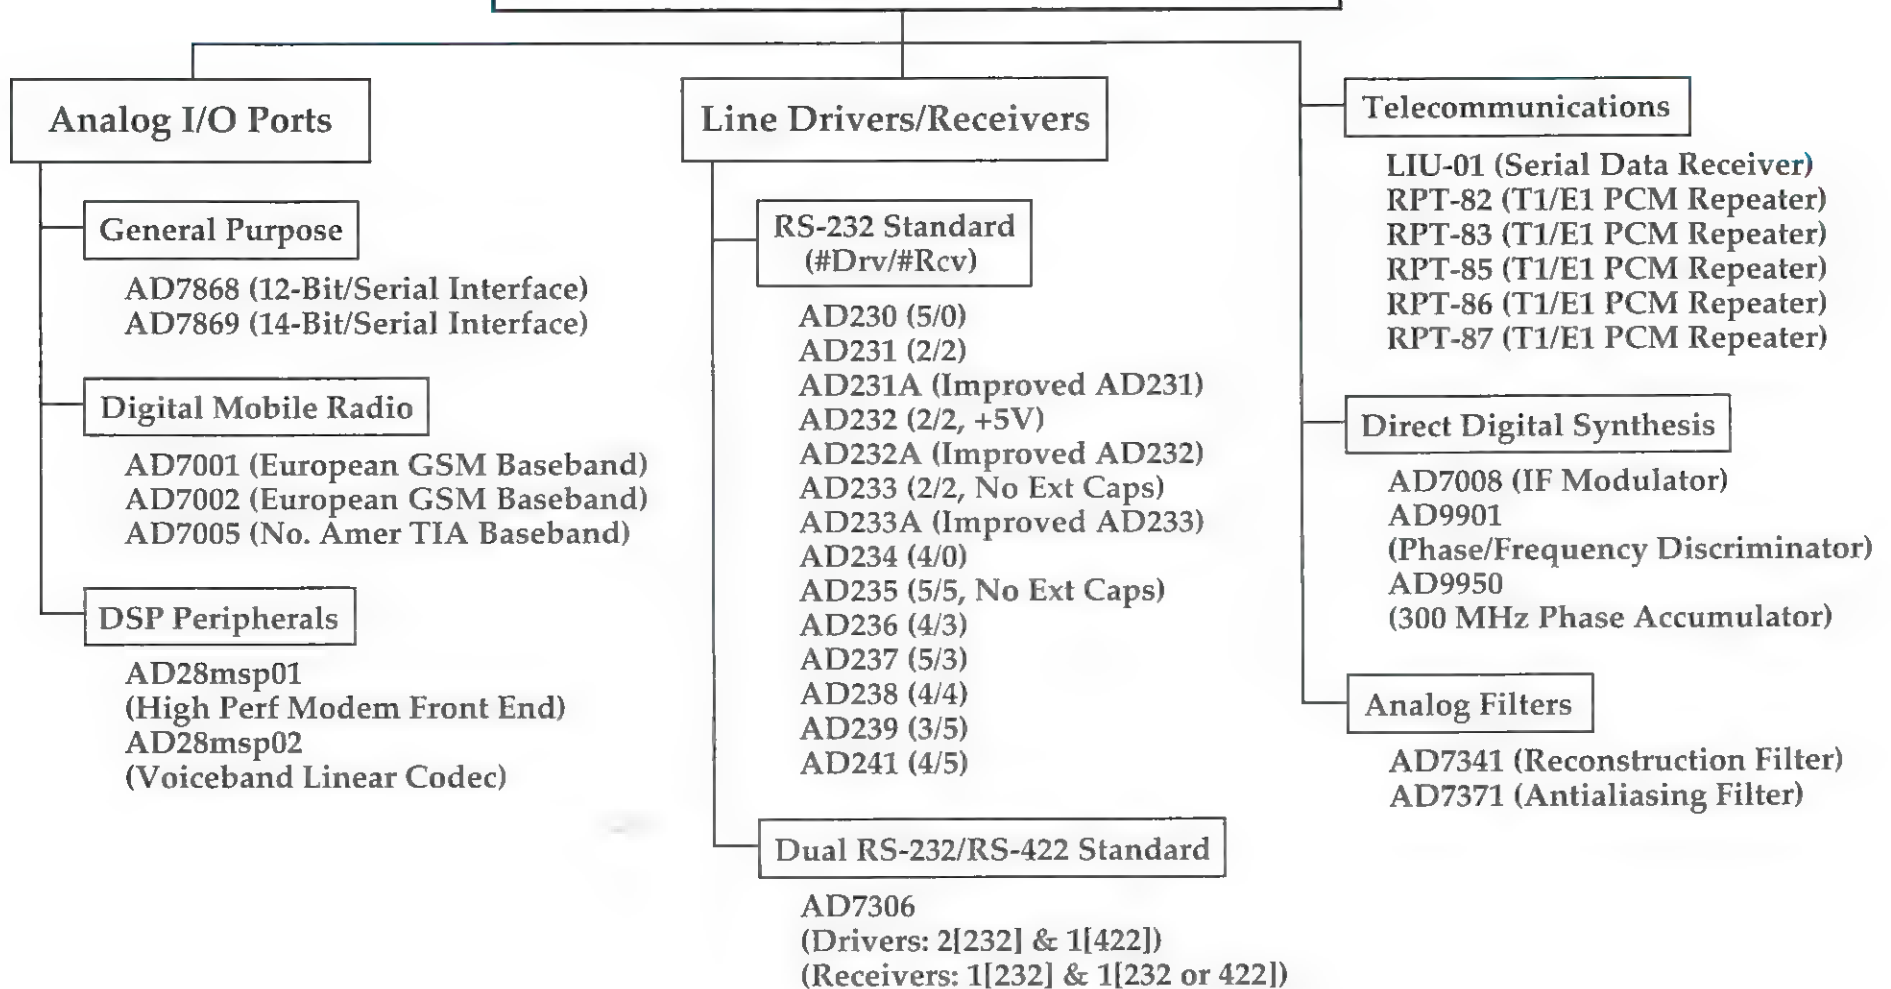 Analog I/O Ports
General Purpose
AD7868 (12-Bit/Serial Interface)
AD7869 (14-Bit/Serial Interface)
Digital Mobile Radio
AD7001 (European GSM Baseband)
AD7002 (European GSM Baseband)
AD7005 (No. Amer TIA Baseband)
DSP Peripherals
AD28msp01
(High Perf Modem Front End)
AD28msp02
(Voiceband Linear Codec)
Line Drivers/Receivers
RS-232 Standard
(#Drv/#Rcv)
AD230 (5/0)
AD231 (2/2)
AD231A (Improved AD231)
AD232 (2/2, +5V)
AD232A (Improved AD232)
AD233 (2/2, No Ext Caps)
AD233A (Improved AD233)
AD234 (4/0)
AD235 (5/5, No Ext Caps)
AD236 (4/3)
AD237 (5/3)
AD238 (4/4)
AD239 (3/5)
AD241 (4/5)
Dual RS-232/RS-422 Standard
AD7306
(Drivers: 2[232] & 1[422])
(Receivers: 1[232] & 1[232 or 422])
Telecommunications
LIU-01 (Serial Data Receiver)
RPT-82 (T1/E1 PCM Repeater)
RPT-83 (T1/E1 PCM Repeater)
RPT-85 (T1/E1 PCM Repeater)
RPT-86 (T1/E1 PCM Repeater)
RPT-87 (T1/E1 PCM Repeater)
Direct Digital Synthesis
AD7008 (IF Modulator)
AD9901
(Phase/Frequency Discriminator)
AD9950
(300 MHz Phase Accumulator)
Analog Filters
AD7341 (Reconstruction Filter)
AD7371 (Antialiasing Filter)